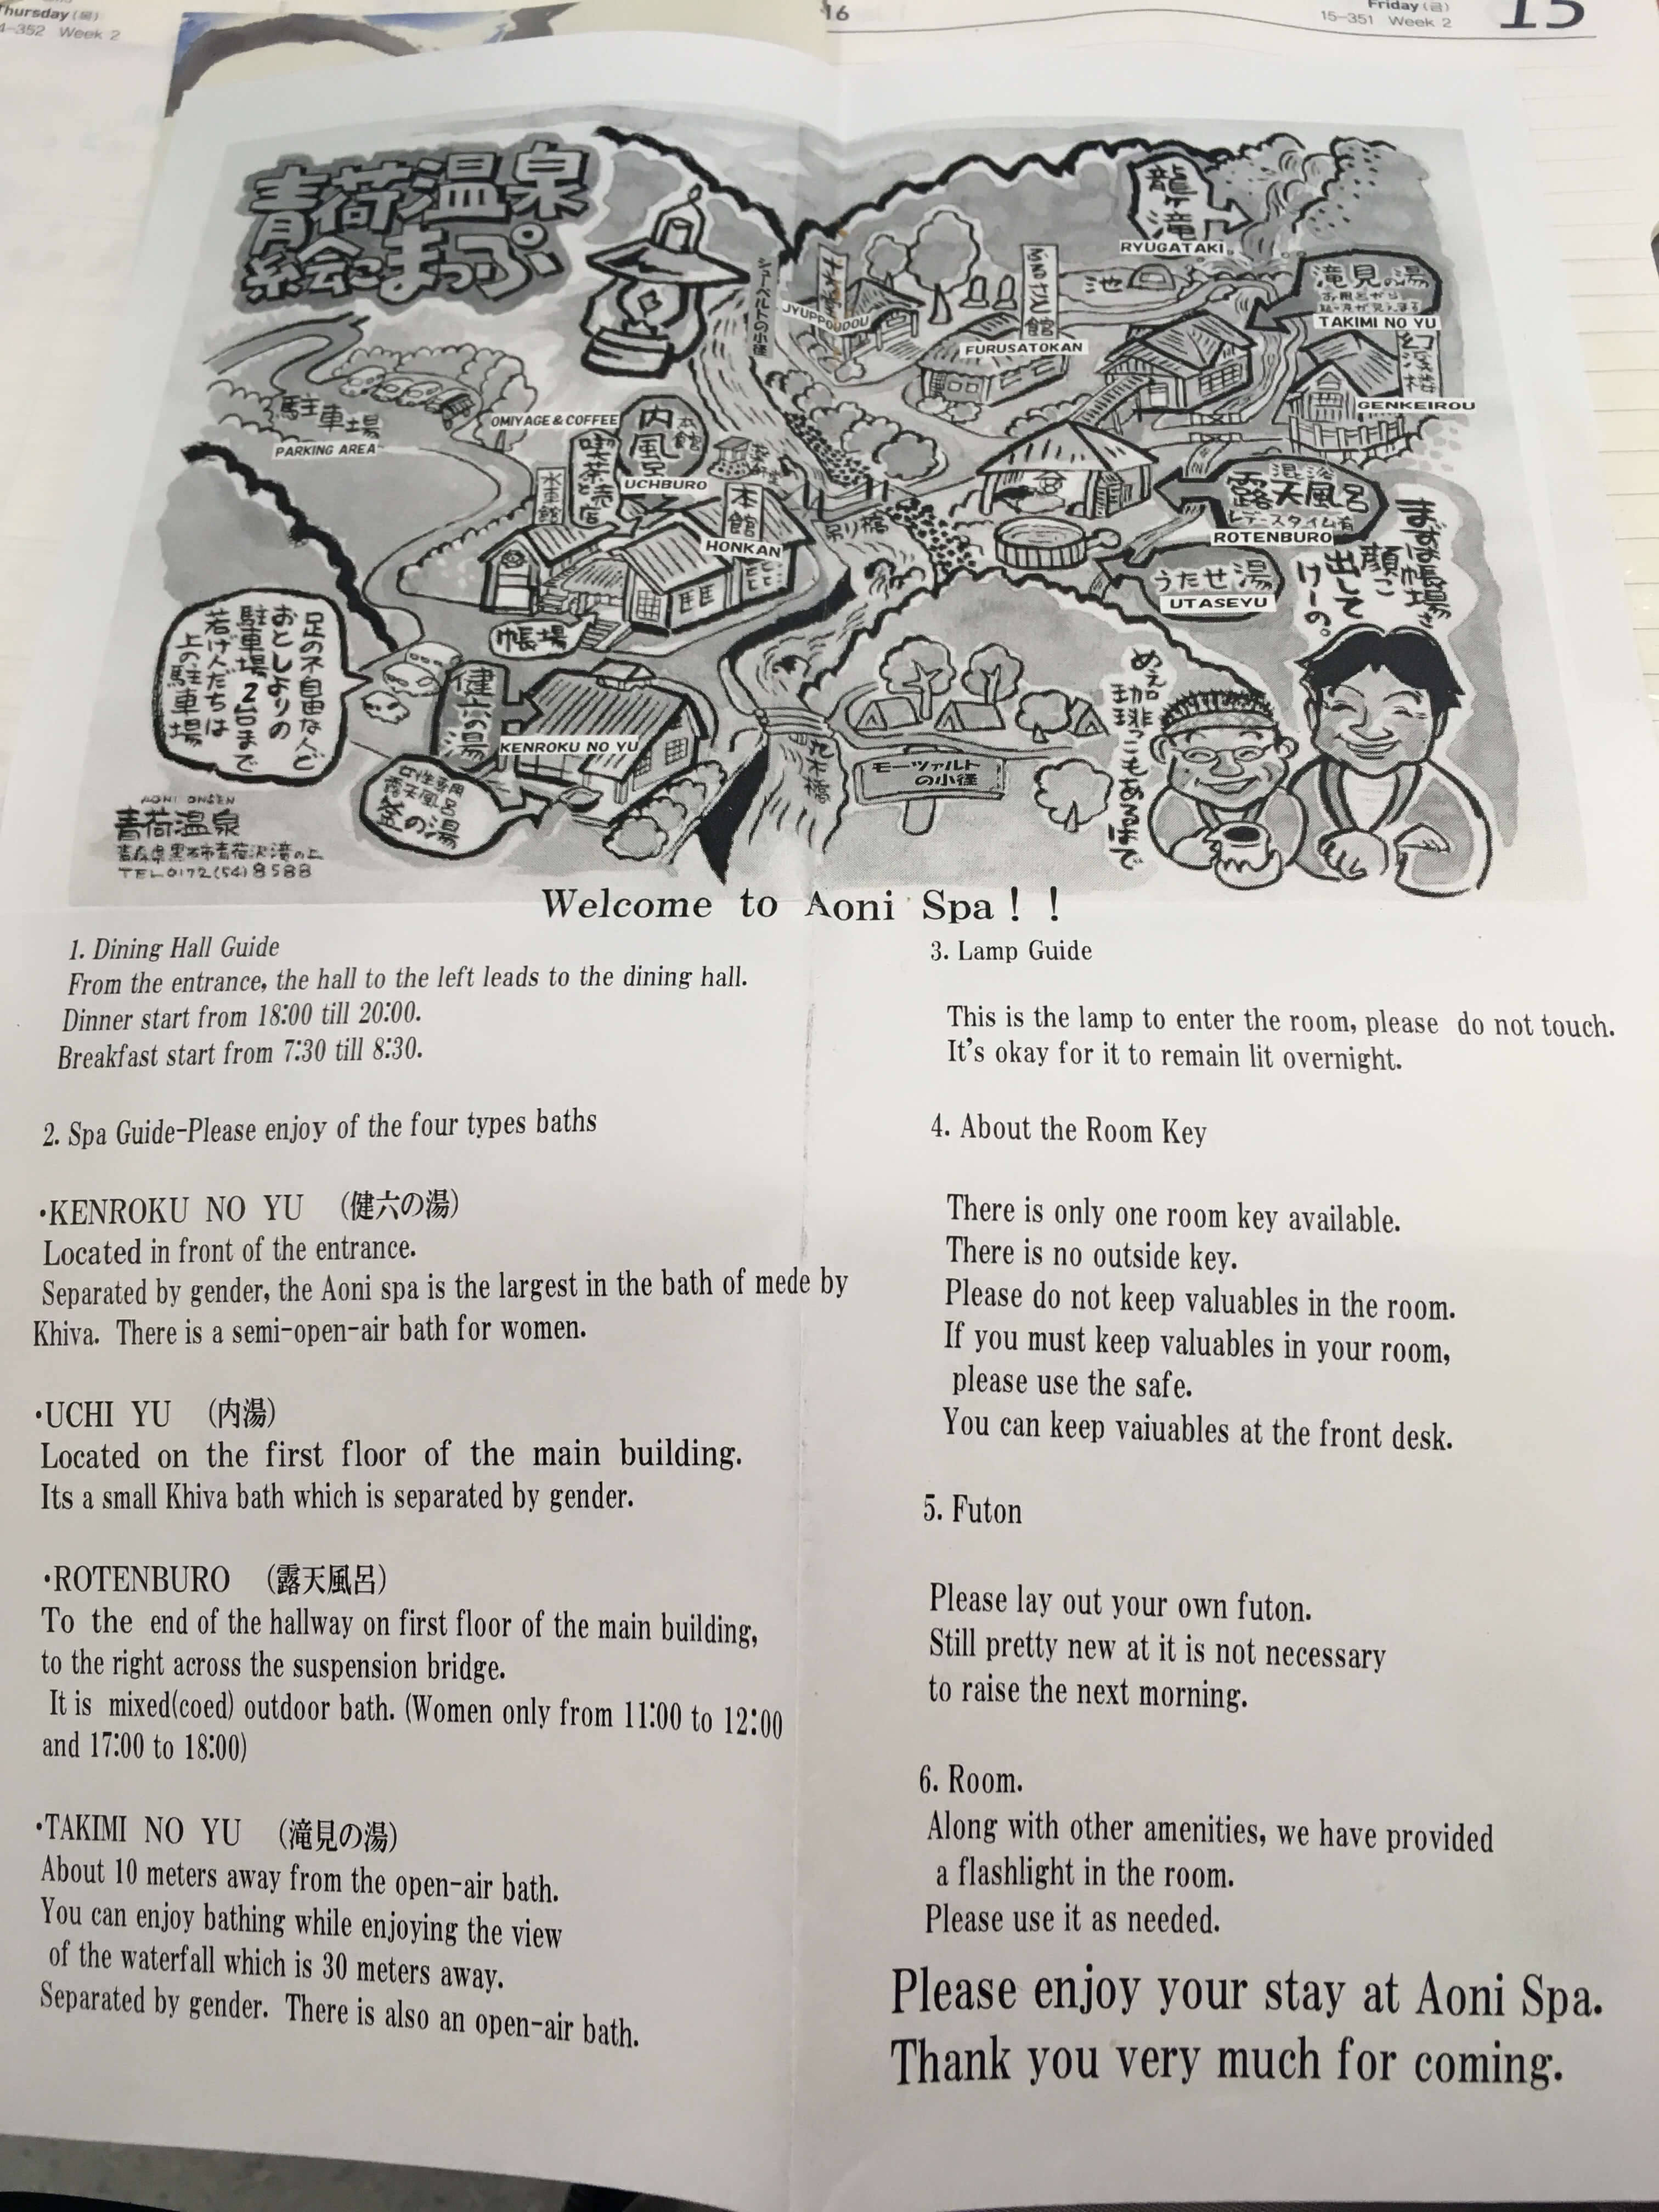 Thursday (목)
4-352 Week 2
16
Friday (금)
15-351 Week 2
15
青荷温泉
絵こまっぷ
龍ヶ滝
RYUGATAKI
シューベルトの小径
JYUPPOUDOU
ふるさと館
FURUSATOKAN
池
滝見の湯
TAKIMI NO YU
GENKEIROU
駐車場
PARKING AREA
OMIYAGE & COFFEE
喫茶と売店
本館
内風呂
UCHBURO
水車館
本館
HONKAN
吊り橋
混浴
露天風呂
レデースタイム有
ROTENBURO
うたせ湯
UTASEYU
まずは帳場さ
顔こ
出して
けーの。
帳場
足の不自由な人と
おとしよりの
駐車場2台まで
若げ人だちは
上の駐車場
健六の湯
KENROKU NO YU
女性専用
露天風呂
釜の湯
丸木橋
モーツァルト
の小径
めえ
珈琲っこもあるはで
AONI ONSEN
青荷温泉
青森県黒石市青荷沢滝の上
TEL0172(54)8588
Welcome to Aoni Spa！！
1. Dining Hall Guide
From the entrance, the hall to the left leads to the dining hall.
Dinner start from 18:00 till 20:00.
Breakfast start from 7:30 till 8:30.
2. Spa Guide-Please enjoy of the four types baths
・KENROKU NO YU （健六の湯）
Located in front of the entrance.
Separated by gender, the Aoni spa is the largest in the bath of mede by
Khiva. There is a semi-open-air bath for women.
・UCHI YU （内湯）
Located on the first floor of the main building.
Its a small Khiva bath which is separated by gender.
・ROTENBURO （露天風呂）
To the end of the hallway on first floor of the main building,
to the right across the suspension bridge.
It is mixed(coed) outdoor bath. (Women only from 11:00 to 12:00
and 17:00 to 18:00)
・TAKIMI NO YU （滝見の湯）
About 10 meters away from the open-air bath.
You can enjoy bathing while enjoying the view
of the waterfall which is 30 meters away.
Separated by gender. There is also an open-air bath.
3. Lamp Guide
This is the lamp to enter the room, please do not touch.
It's okay for it to remain lit overnight.
4. About the Room Key
There is only one room key available.
There is no outside key.
Please do not keep valuables in the room.
If you must keep valuables in your room,
please use the safe.
You can keep vaiuables at the front desk.
5. Futon
Please lay out your own futon.
Still pretty new at it is not necessary
to raise the next morning.
6. Room.
Along with other amenities, we have provided
a flashlight in the room.
Please use it as needed.
Please enjoy your stay at Aoni Spa.
Thank you very much for coming.